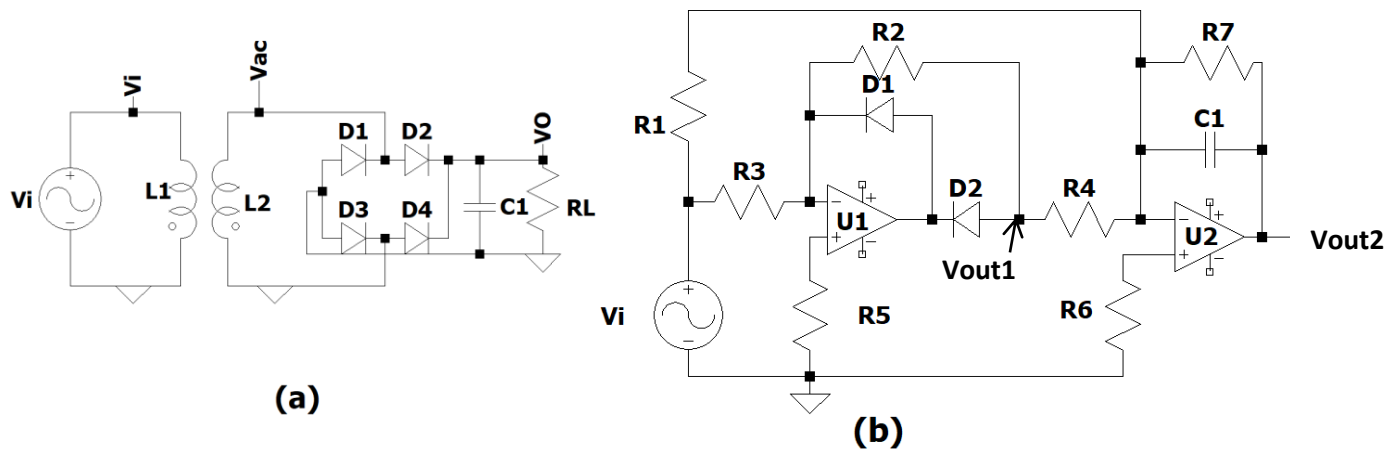 Vi
Vac
Vi
L1
L2
D1
D2
D3
D4
VO
C1
RL
(a)
R2
R7
D1
C1
R1
R3
D2
R4
U1
U2
Vout1
Vout2
Vi
R5
R6
(b)